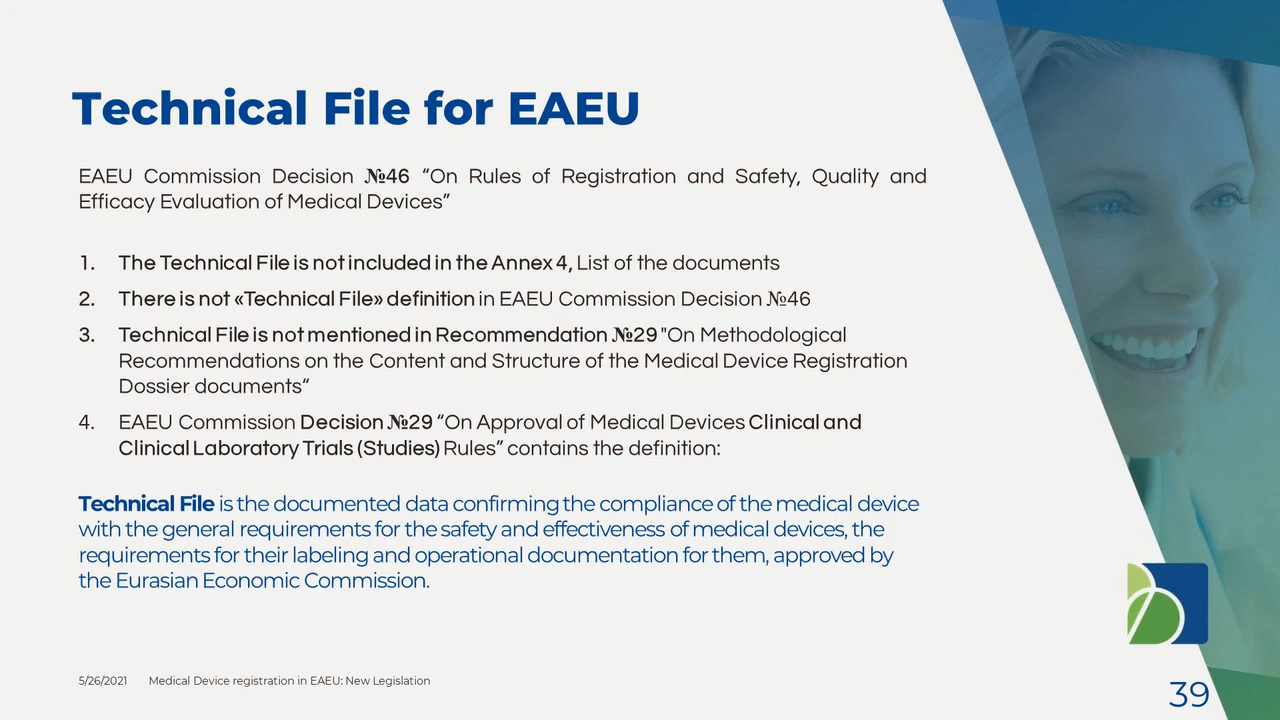 Technical File for EAEU
EAEU Commission Decision №46 “On Rules of Registration and Safety, Quality and
Efficacy Evaluation of Medical Devices”
1. The Technical File is not included in the Annex 4, List of the documents
2. There is not «Technical File» definition in EAEU Commission Decision №46
3. Technical File is not mentioned in Recommendation №29 "On Methodological
Recommendations on the Content and Structure of the Medical Device Registration
Dossier documents“
4. EAEU Commission Decision №29 “On Approval of Medical Devices Clinical and
Clinical Laboratory Trials (Studies) Rules” contains the definition:
Technical File is the documented data confirming the compliance of the medical device
with the general requirements for the safety and effectiveness of medical devices, the
requirements for their labeling and operational documentation for them, approved by
the Eurasian Economic Commission.
5/26/2021 Medical Device registration in EAEU: New Legislation
39